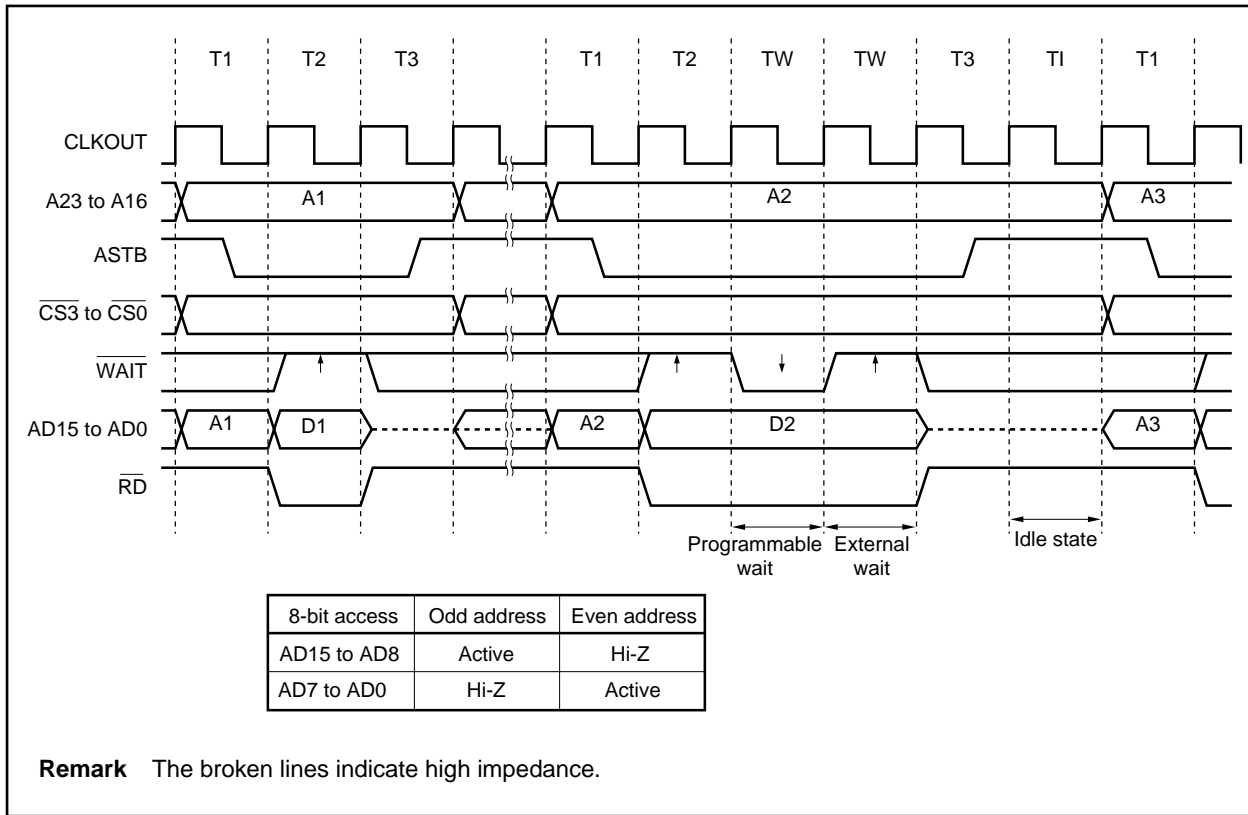 T1 T2 T3 T1 T2 TW TW T3 TI T1
CLKOUT
A23 to A16 A1 A2 A3
ASTB
CS3 to CS0
WAIT
AD15 to AD0 A1 D1 A2 D2 A3
RD
Programmable wait
External wait
Idle state
8-bit access Odd address Even address
AD15 to AD8 Active Hi-Z
AD7 to AD0 Hi-Z Active
Remark The broken lines indicate high impedance.